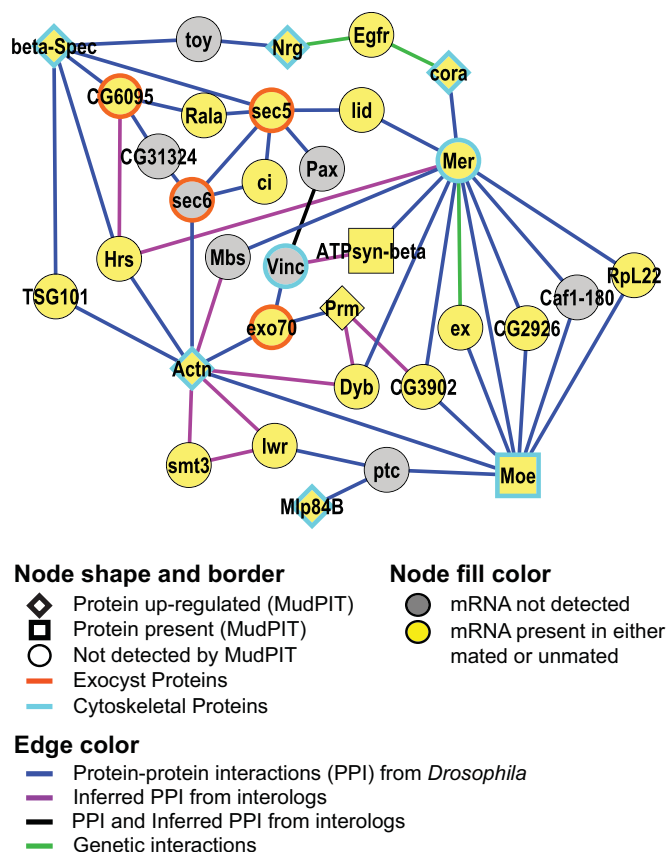 beta-Spec
toy
Nrg
Egfr
cora
CG6095
Rala
sec5
lid
CG31324
Pax
Mer
ci
sec6
Hrs
Mbs
Vinc
ATPsyn-beta
TSG101
exo70
Prm
ex
CG2926
Caf1-180
RpL22
Actn
Dyb
CG3902
smt3
lwr
ptc
Moe
Mlp84B
Node shape and border
Protein up-regulated (MudPIT)
Protein present (MudPIT)
Not detected by MudPIT
Exocyst Proteins
Cytoskeletal Proteins
Node fill color
mRNA not detected
mRNA present in either
mated or unmated
Edge color
Protein-protein interactions (PPI) from Drosophila
Inferred PPI from interologs
PPI and Inferred PPI from interologs
Genetic interactions